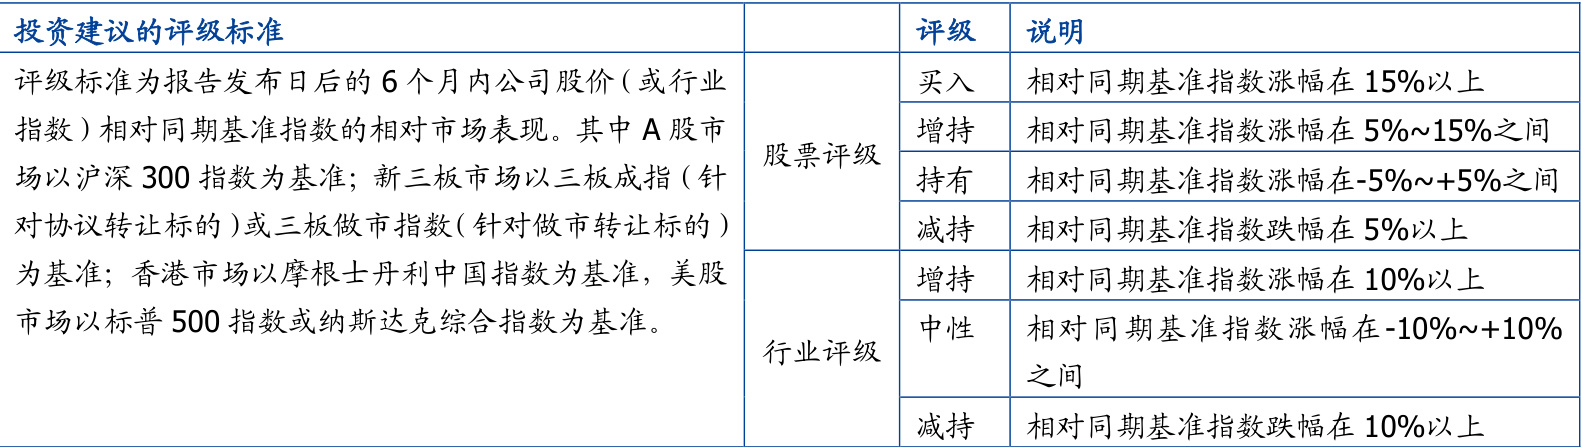 投资建议的评级标准
评级 说明
评级标准为报告发布日后的 6 个月内公司股价（或行业
指数）相对同期基准指数的相对市场表现。其中 A 股市
场以沪深 300 指数为基准；新三板市场以三板成指（针
对协议转让标的）或三板做市指数（针对做市转让标的）
为基准；香港市场以摩根士丹利中国指数为基准，美股
市场以标普 500 指数或纳斯达克综合指数为基准。
股票评级
买入 相对同期基准指数涨幅在 15%以上
增持 相对同期基准指数涨幅在 5%~15%之间
持有 相对同期基准指数涨幅在-5%~+5%之间
减持 相对同期基准指数跌幅在 5%以上
行业评级
增持 相对同期基准指数涨幅在 10%以上
中性 相对同期基准指数涨幅在-10%~+10%
之间
减持 相对同期基准指数跌幅在 10%以上